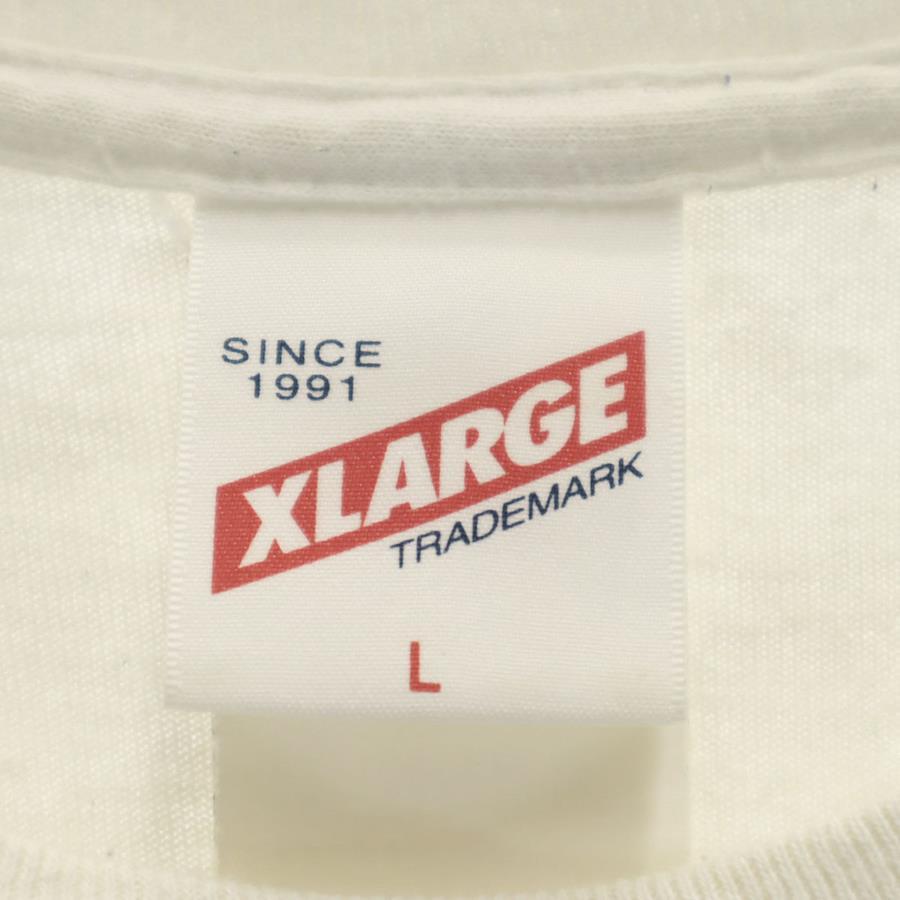 SINCE
1991
XLARGE
TRADEMARK
L